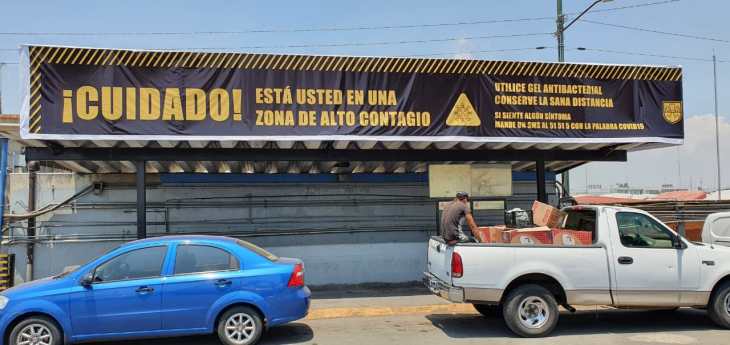 ¡CUIDADO!
ESTÁ USTED EN UNA
ZONA DE ALTO CONTAGIO
UTILICE GEL ANTIBACTERIAL
CONSERVE LA SANA DISTANCIA
SI SIENTE ALGÚN SÍNTOMA
MANDE UN SMS AL 51 51 5 CON LA PALABRA COVID19